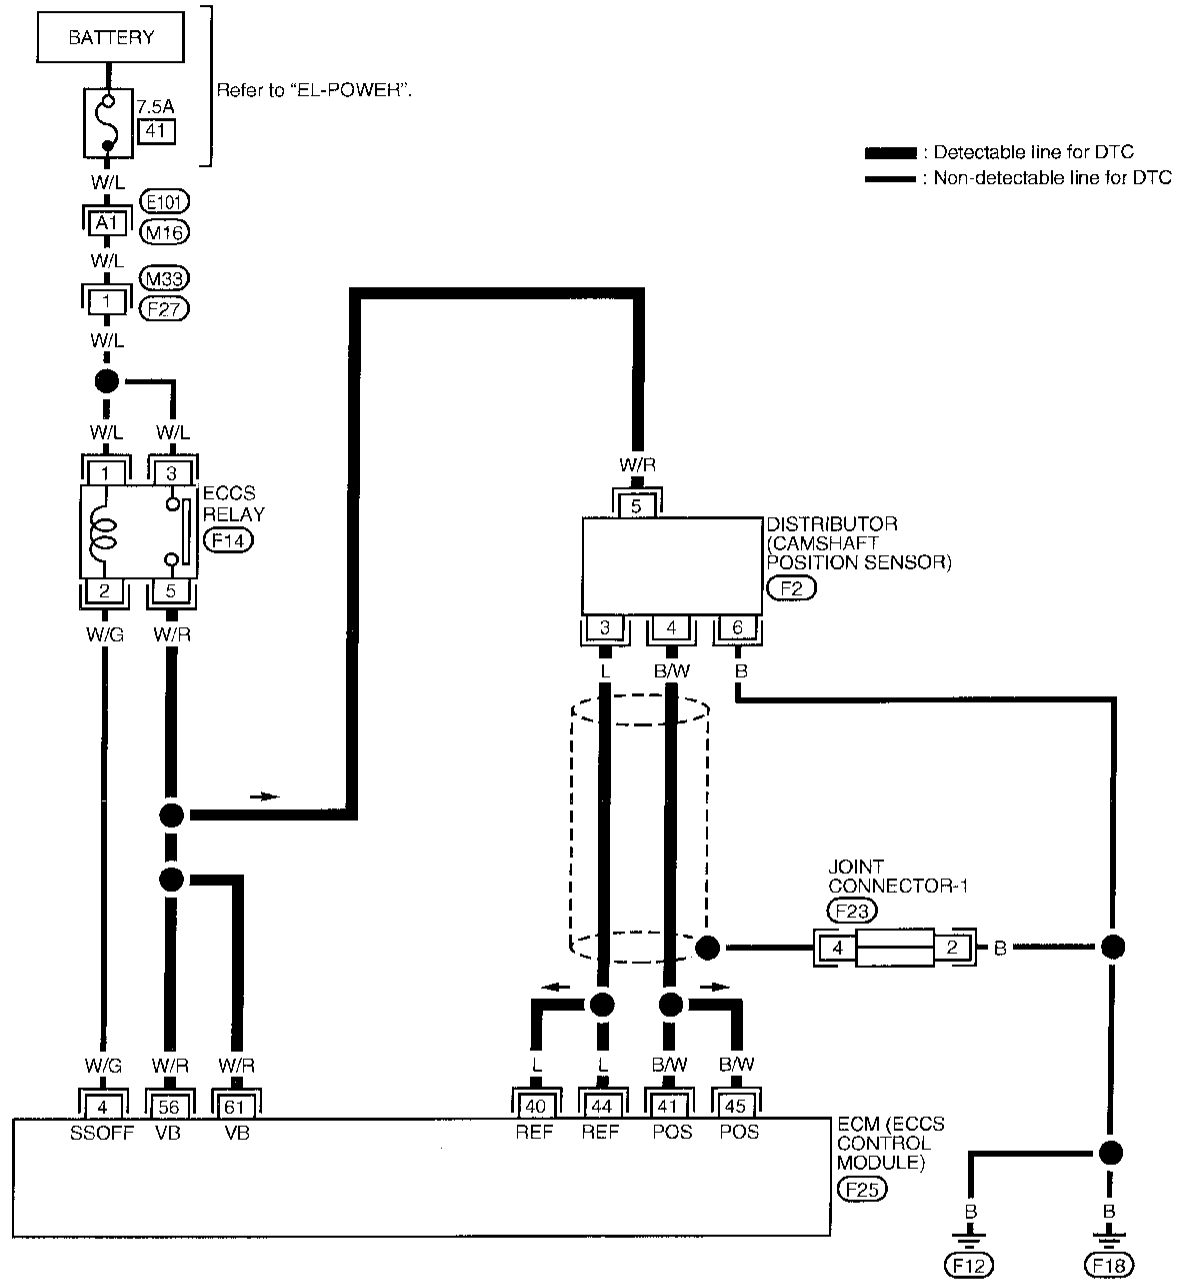 BATTERY
Refer to "EL-POWER".
7.5A
41
: Detectable line for DTC
: Non-detectable line for DTC
W/L
E101
A1
M16
W/L
M33
1
F27
W/L
W/L W/L
1 3
ECCS
RELAY
F14
2 5
W/G W/R
W/R
5
DISTRIBUTOR
(CAMSHAFT
POSITION SENSOR)
F2
3 4 6
L B/W B
JOINT
CONNECTOR-1
F23
4 2 B
W/G W/R W/R L L B/W B/W
4 56 61 40 44 41 45
SSOFF VB VB REF REF POS POS
ECM (ECCS
CONTROL
MODULE)
F25
B B
F12 F18